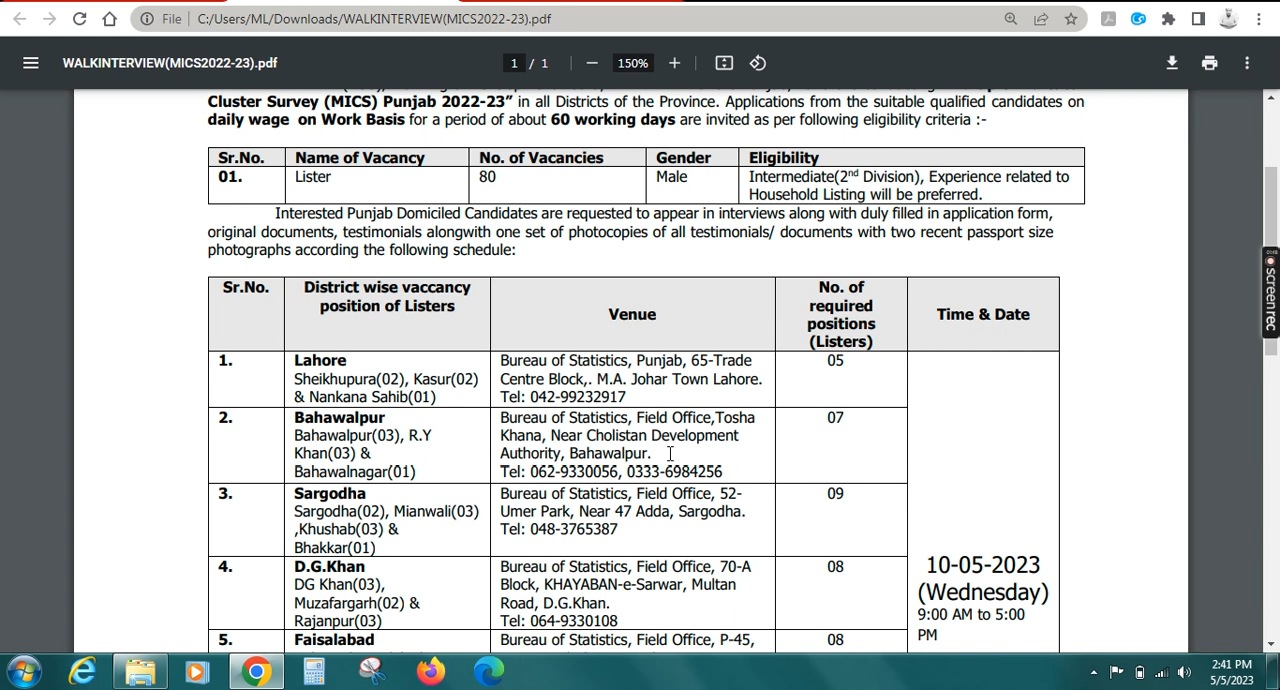 File
C:/Users/ML/Downloads/WALKINTERVIEW(MICS2022-23).pdf
WALKINTERVIEW(MICS2022-23).pdf
1 / 1
150%
Cluster Survey (MICS) Punjab 2022-23” in all Districts of the Province. Applications from the suitable qualified candidates on
daily wage on Work Basis for a period of about 60 working days are invited as per following eligibility criteria :-
Sr.No. Name of Vacancy No. of Vacancies Gender Eligibility
01. Lister 80 Male Intermediate(2nd Division), Experience related to
Household Listing will be preferred.
Interested Punjab Domiciled Candidates are requested to appear in interviews along with duly filled in application form,
original documents, testimonials alongwith one set of photocopies of all testimonials/ documents with two recent passport size
photographs according the following schedule:
Sr.No.
District wise vaccancy
position of Listers
Venue
No. of
required
positions
(Listers)
Time & Date
1.
Lahore
Sheikhupura(02), Kasur(02)
& Nankana Sahib(01)
Bureau of Statistics, Punjab, 65-Trade
Centre Block,. M.A. Johar Town Lahore.
Tel: 042-99232917
05
2.
Bahawalpur
Bahawalpur(03), R.Y
Khan(03) &
Bahawalnagar(01)
Bureau of Statistics, Field Office,Tosha
Khana, Near Cholistan Development
Authority, Bahawalpur.
Tel: 062-9330056, 0333-6984256
07
3.
Sargodha
Sargodha(02), Mianwali(03)
,Khushab(03) &
Bhakkar(01)
Bureau of Statistics, Field Office, 52-
Umer Park, Near 47 Adda, Sargodha.
Tel: 048-3765387
09
4.
D.G.Khan
DG Khan(03),
Muzafargarh(02) &
Rajanpur(03)
Bureau of Statistics, Field Office, 70-A
Block, KHAYABAN-e-Sarwar, Multan
Road, D.G.Khan.
Tel: 064-9330108
08
10-05-2023
(Wednesday)
9:00 AM to 5:00
PM
5.
Faisalabad
Bureau of Statistics, Field Office, P-45,
08
screenrec
2:41 PM
5/5/2023